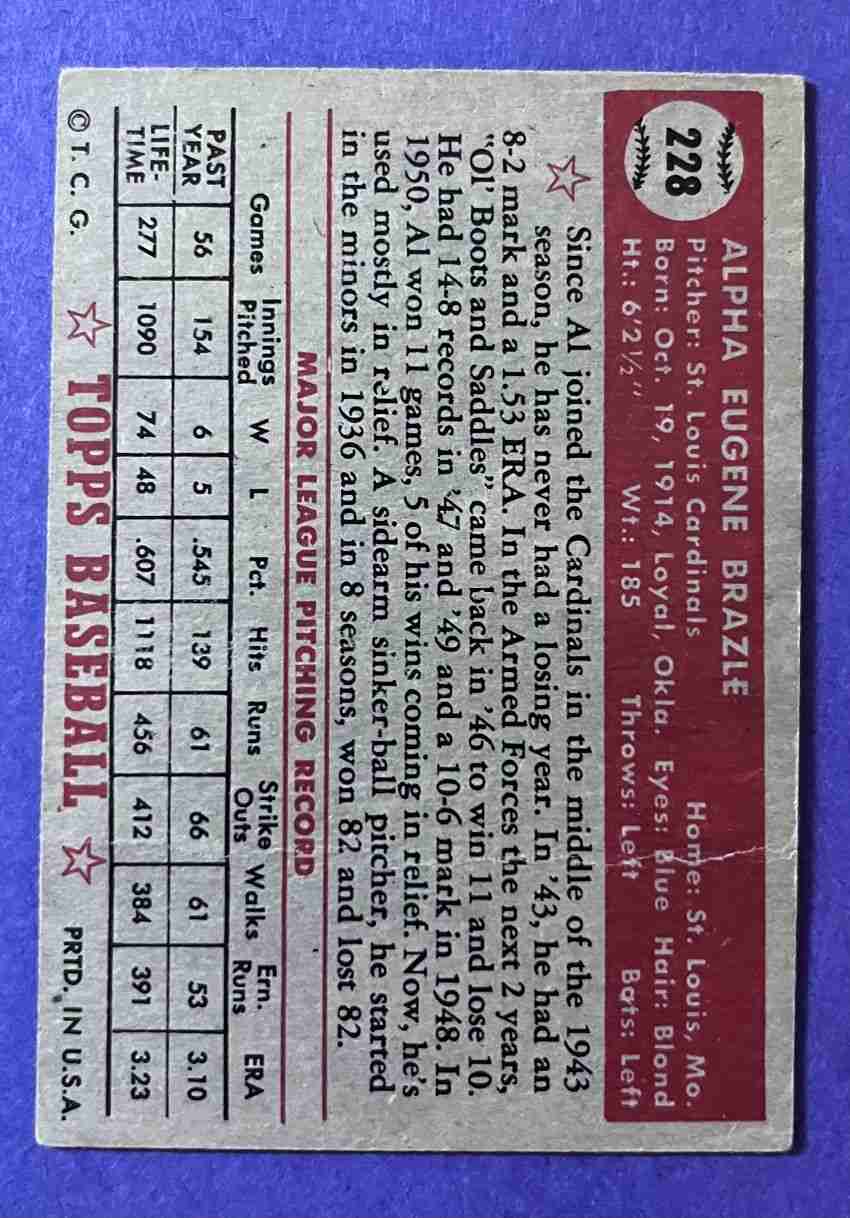 228
ALPHA EUGENE BRAZLE
Pitcher: St. Louis Cardinals Home: St. Louis, Mo.
Born: Oct. 19, 1914, Loyal, Okla. Eyes: Blue Hair: Blond
Ht.: 6'2½" Wt.: 185 Throws: Left Bats: Left
Since Al joined the Cardinals in the middle of the 1943
season, he has never had a losing year. In '43, he had an
8-2 mark and a 1.53 ERA. In the Armed Forces the next 2 years,
"Ol' Boots and Saddles" came back in '46 to win 11 and lose 10.
He had 14-8 records in '47 and '49 and a 10-6 mark in 1948. In
1950, Al won 11 games, 5 of his wins coming in relief. Now, he's
used mostly in relief. A sidearm sinker-ball pitcher, he started
in the minors in 1936 and in 8 seasons, won 82 and lost 82.
MAJOR LEAGUE PITCHING RECORD
Games Innings Pitched W L Pct. Hits Runs Strike Outs Walks Ern. Runs ERA
PAST YEAR 56 154 6 5 .545 139 61 66 61 53 3.10
LIFE-TIME 277 1090 74 48 .607 1118 456 412 384 391 3.23
© T. C. G. TOPPS BASEBALL PRTD. IN U.S.A.